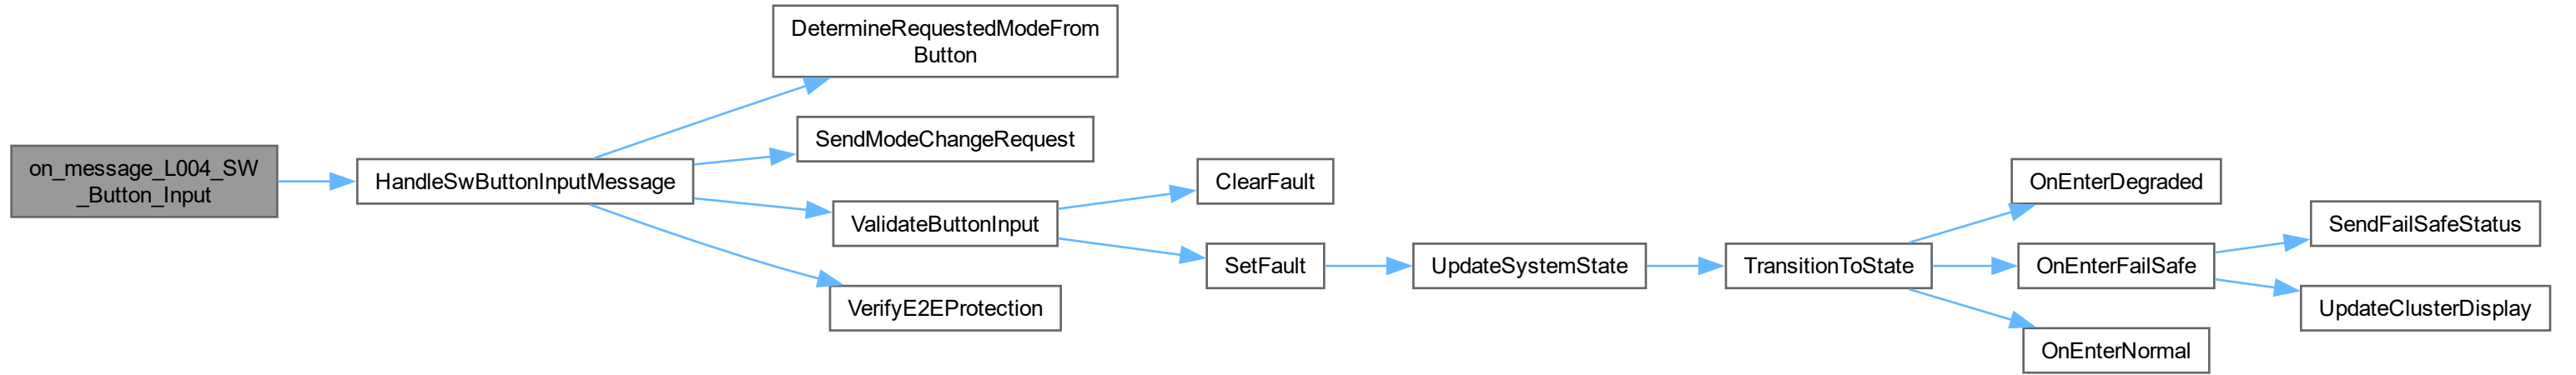 on_message_L004_SW
_Button_Input
HandleSwButtonInputMessage
DetermineRequestedModeFrom
Button
SendModeChangeRequest
ValidateButtonInput
VerifyE2EProtection
ClearFault
SetFault
UpdateSystemState
TransitionToState
OnEnterDegraded
OnEnterFailSafe
OnEnterNormal
SendFailSafeStatus
UpdateClusterDisplay